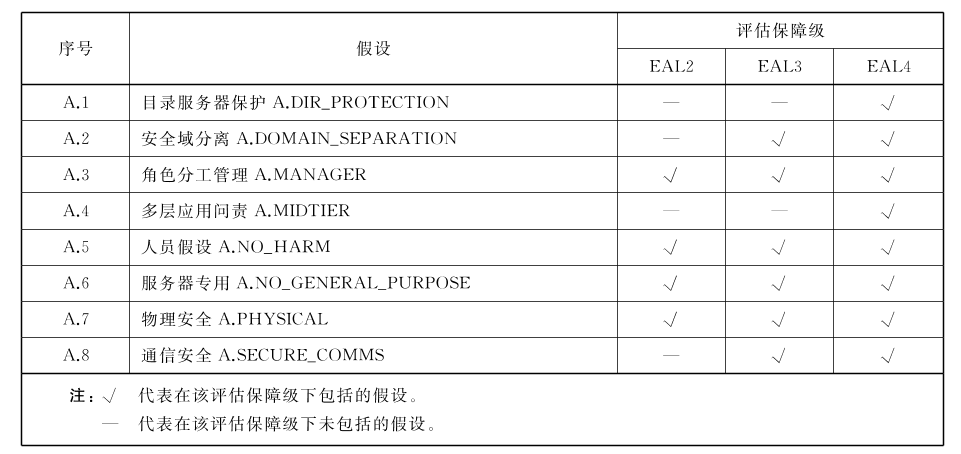 序号 假设 评估保障级
EAL2 EAL3 EAL4
A.1 目录服务器保护 A.DIR_PROTECTION — — √
A.2 安全域分离 A.DOMAIN_SEPARATION — √ √
A.3 角色分工管理 A.MANAGER √ √ √
A.4 多层应用问责 A.MIDTIER — — √
A.5 人员假设 A.NO_HARM √ √ √
A.6 服务器专用 A.NO_GENERAL_PURPOSE √ √ √
A.7 物理安全 A.PHYSICAL √ √ √
A.8 通信安全 A.SECURE_COMMS — √ √
注：√ 代表在该评估保障级下包括的假设。
— 代表在该评估保障级下未包括的假设。